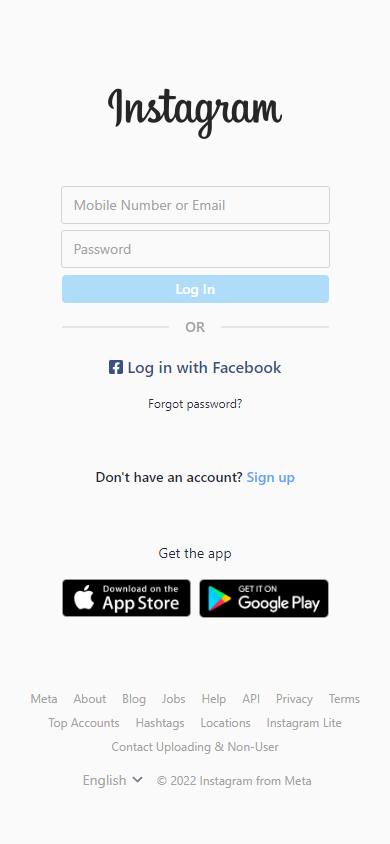 Instagram
Mobile Number or Email
Password
Log In
OR
Log in with Facebook
Forgot password?
Don't have an account? Sign up
Get the app
Download on the
App Store
GET IT ON
Google Play
Meta About Blog Jobs Help API Privacy Terms
Top Accounts Hashtags Locations Instagram Lite
Contact Uploading & Non-User
English © 2022 Instagram from Meta